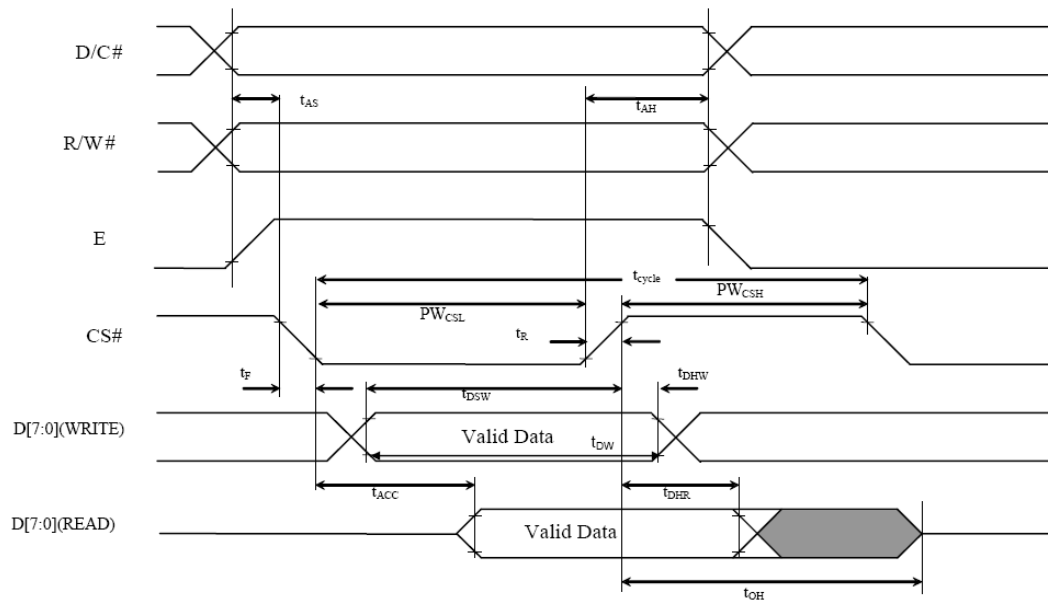 D/C#
tAS
tAH
R/W#
E
tcycle
PWCSH
PWCSL
CS#
tR
tF
tDSW
tDHW
D[7:0](WRITE)
Valid Data
tDW
tACC
tDHR
D[7:0](READ)
Valid Data
tOH